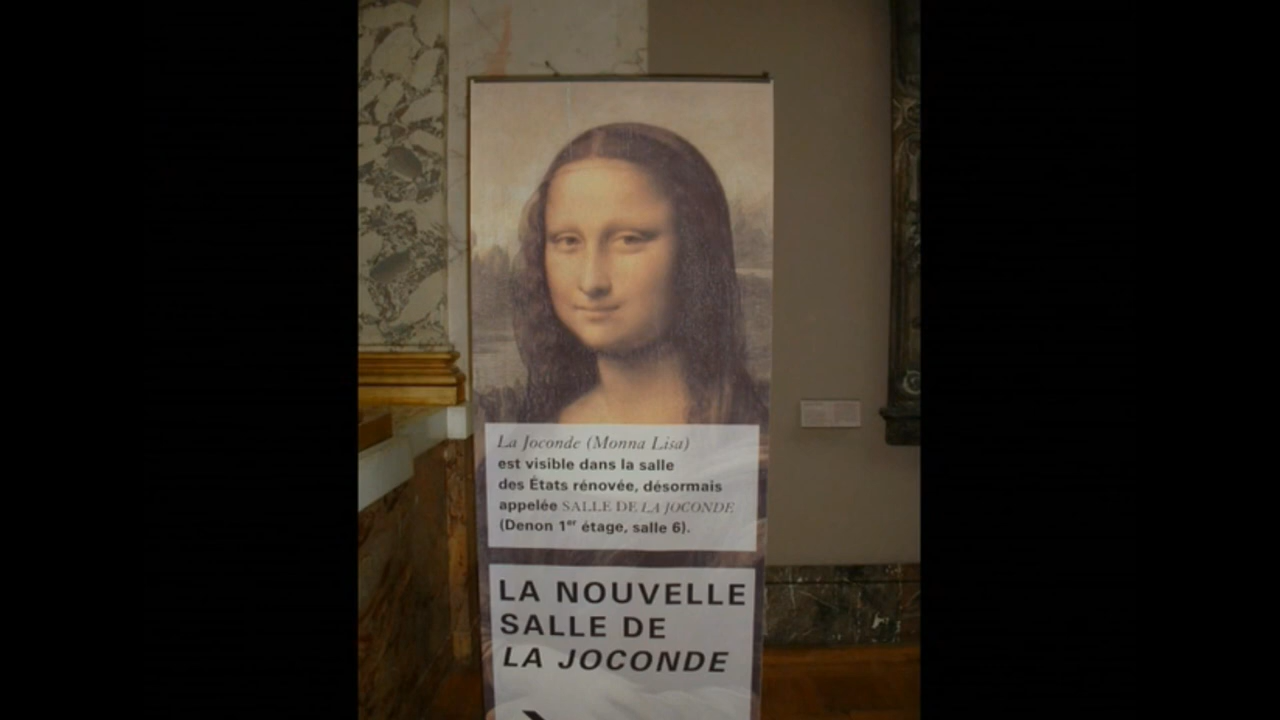 La Joconde (Monna Lisa)
est visible dans la salle
des États rénovée, désormais
appelée SALLE DE LA JOCONDE
(Denon 1er étage, salle 6).
LA NOUVELLE
SALLE DE
LA JOCONDE